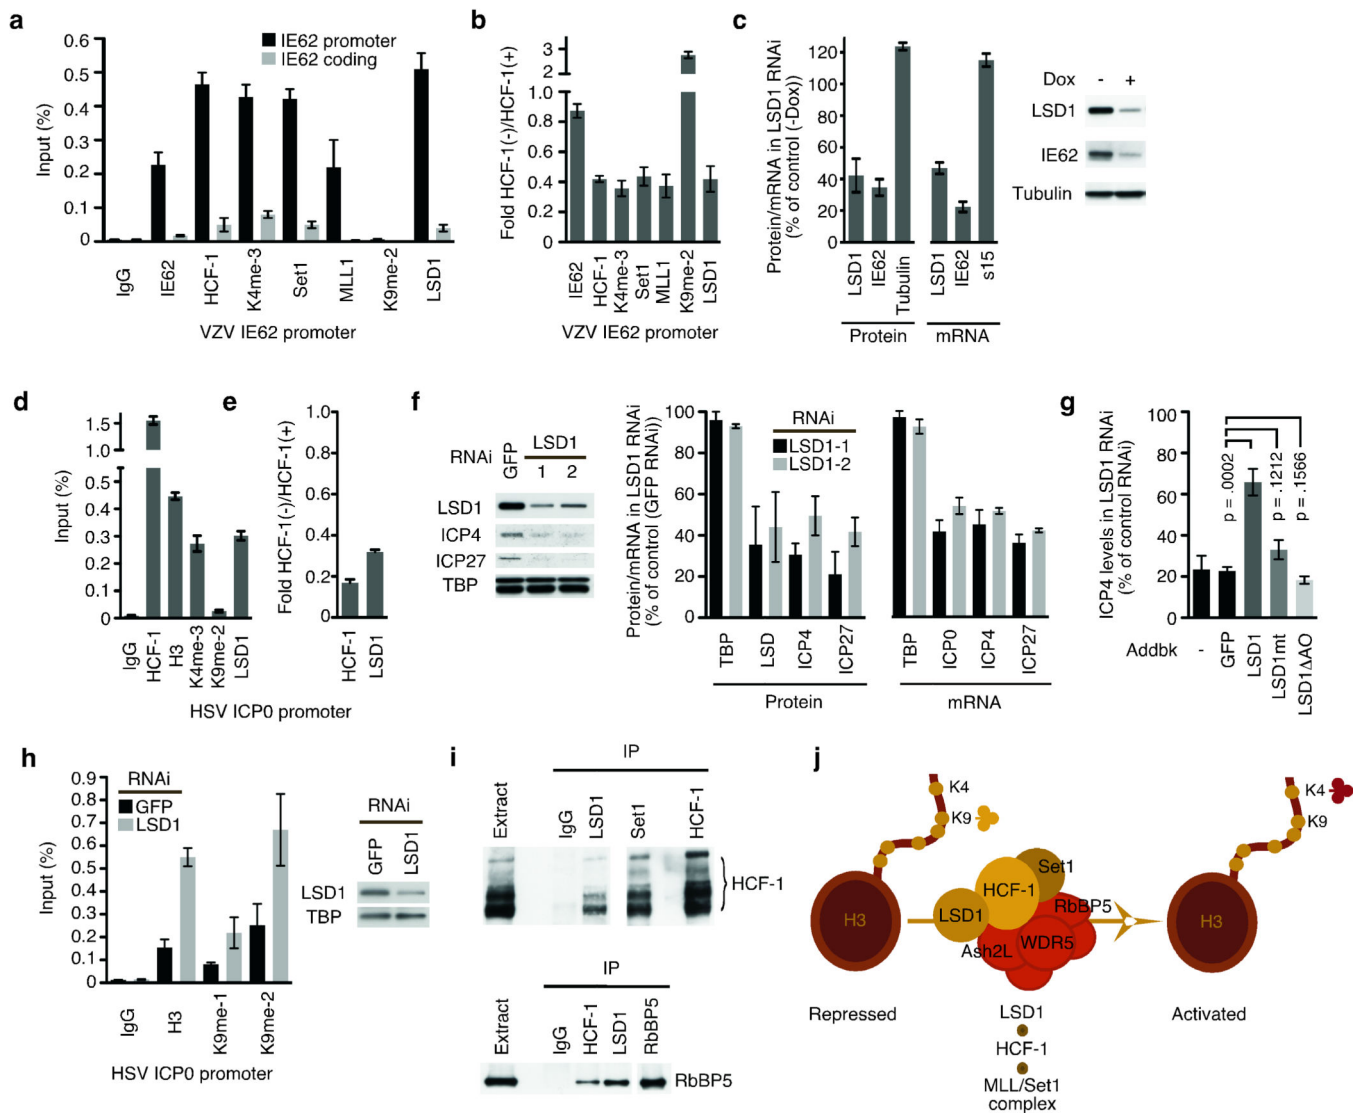 a
0.6
0.5
0.4
0.3
0.2
0.1
0
Input (%)
IE62 promoter
IE62 coding
IgG
IE62
HCF-1
K4me-3
Set1
MLL1
K9me-2
LSD1
VZV IE62 promoter
b
3
2
1.0
0.8
0.6
0.4
0.2
0
Fold HCF-1(-)/HCF-1(+)
IE62
HCF-1
K4me-3
Set1
MLL1
K9me-2
LSD1
VZV IE62 promoter
c
120
100
80
60
40
20
0
Protein/mRNA in LSD1 RNAi
(% of control (-Dox))
LSD1
IE62
Tubulin
LSD1
IE62
s15
Protein
mRNA
Dox - +
LSD1
IE62
Tubulin
d
1.5
1.0
0.5
0.4
0.3
0.2
0.1
0
Input (%)
IgG
HCF-1
H3
K4me-3
K9me-2
LSD1
HSV ICP0 promoter
e
1.0
0.8
0.6
0.4
0.2
0
Fold HCF-1(-)/HCF-1(+)
HCF-1
LSD1
f
RNAi
GFP
LSD1
1 2
LSD1
ICP4
ICP27
TBP
100
80
60
40
20
0
Protein/mRNA in LSD1 RNAi
(% of control (GFP RNAi))
RNAi
LSD1-1
LSD1-2
TBP
LSD
ICP4
ICP27
TBP
ICP0
ICP4
ICP27
Protein
mRNA
g
100
80
60
40
20
0
ICP4 levels in LSD1 RNAi
(% of control RNAi)
p = .0002
p = .1212
p = .1566
Addbk
-
GFP
LSD1
LSD1mt
LSD1ΔAO
h
0.9
0.8
0.7
0.6
0.5
0.4
0.3
0.2
0.1
0
Input (%)
RNAi
GFP
LSD1
IgG
H3
K9me-1
K9me-2
HSV ICP0 promoter
RNAi
GFP
LSD1
LSD1
TBP
i
IP
Extract
IgG
LSD1
Set1
HCF-1
HCF-1
IP
Extract
IgG
HCF-1
LSD1
RbBP5
RbBP5
j
K4
K9
H3
Repressed
Set1
HCF-1
LSD1
RbBP5
Ash2L
WDR5
LSD1
HCF-1
MLL/Set1
complex
K4
K9
H3
Activated